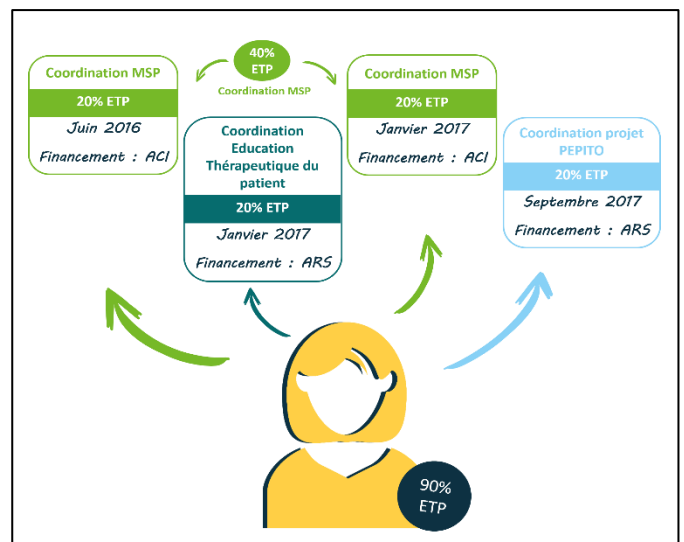 40%
ETP
Coordination MSP
Coordination MSP
20% ETP
Juin 2016
Financement : ACI
Coordination
Education
Thérapeutique du
patient
20% ETP
Janvier 2017
Financement : ARS
Coordination MSP
20% ETP
Janvier 2017
Financement : ACI
Coordination projet
PEPITO
20% ETP
Septembre 2017
Financement : ARS
90%
ETP